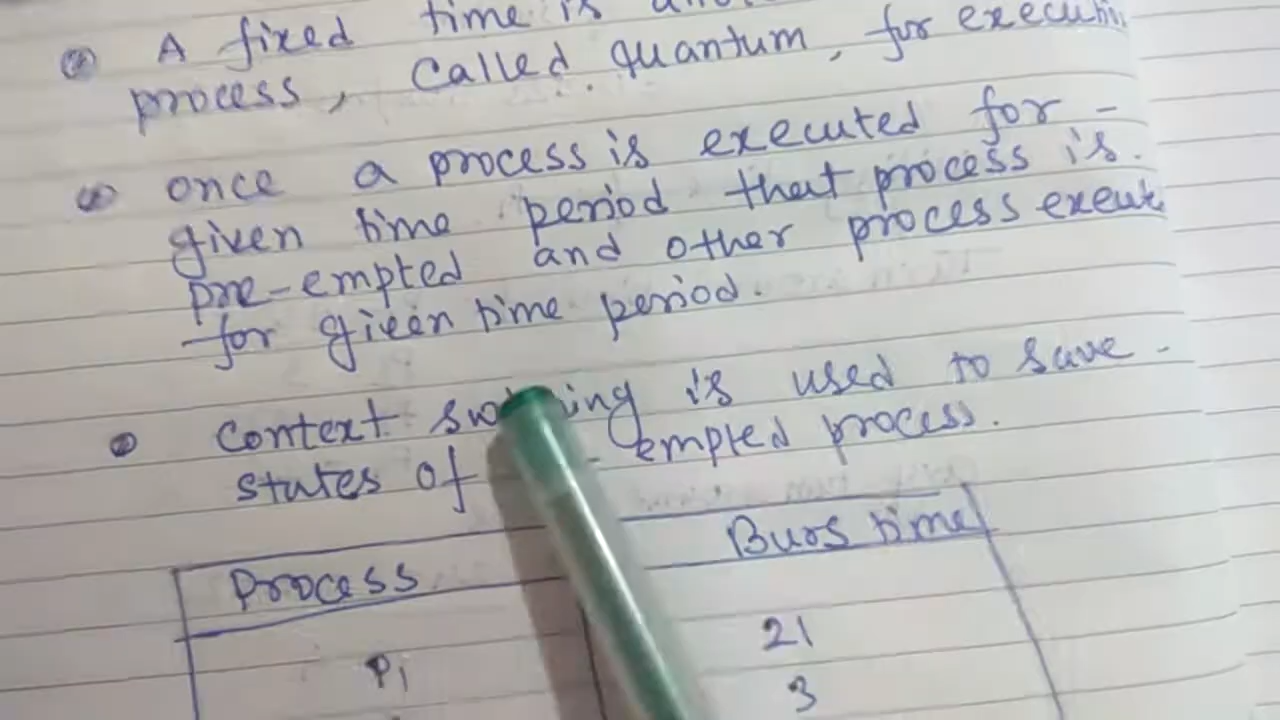 A fixed time is
process, called quantum, for
once a process is executed for -
given time period that process is.
pre-empted and other process
for given time period.
Context is used to save -
states of empted process.
Process Burs time
P1 21
3